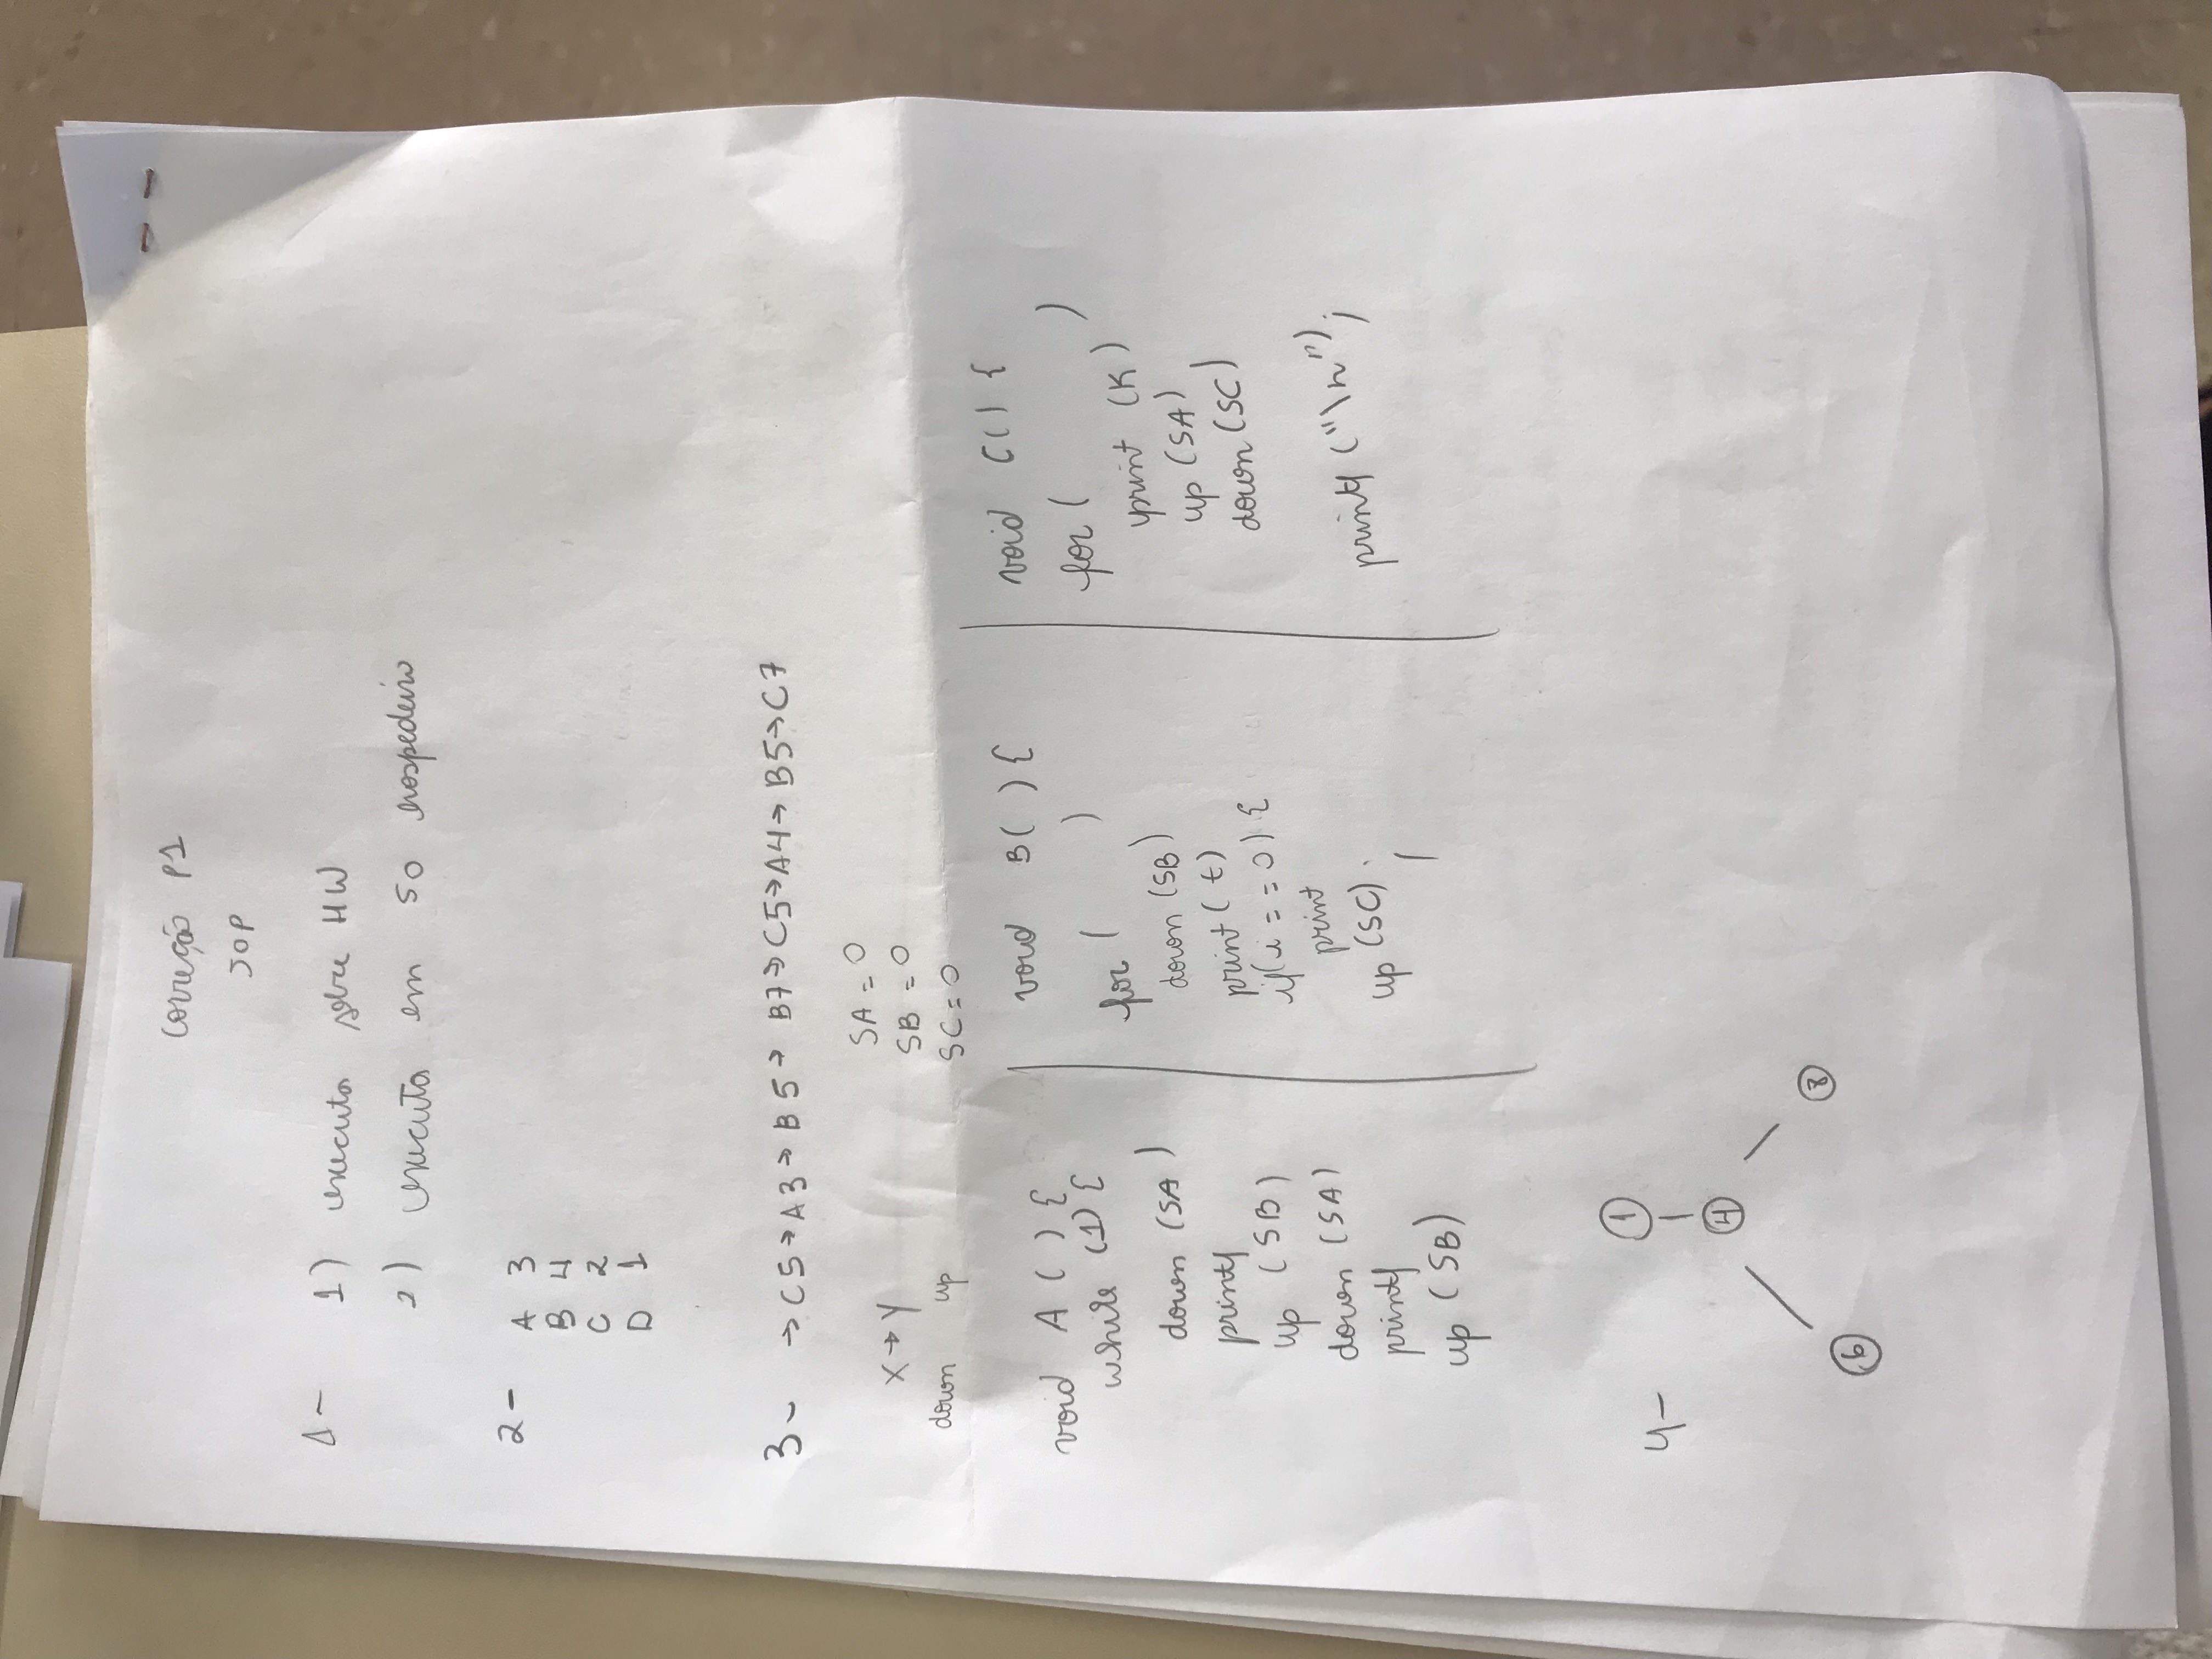 Correção P1
SOP
1- 1) executa sobre HW
2) executa em SO hospedeiro
2- A 3
B 4
C 2
D 1
3- → C5 → A3 → B5 → B7 → C5 → A4 → B5 → C7
X → Y
down up
SA = 0
SB = 0
SC = 0
void A ( ) {
while (1) {
down (SA)
printf
up (SB)
down (SA)
printf
up (SB)
void B( ) {
for ( )
down (SB)
print (t)
if(i == 0) {
print
up (SC)
void C( ) {
for ( )
print (K)
up (SA)
down (SC)
printf ("\n");
4- 1
4
6 8